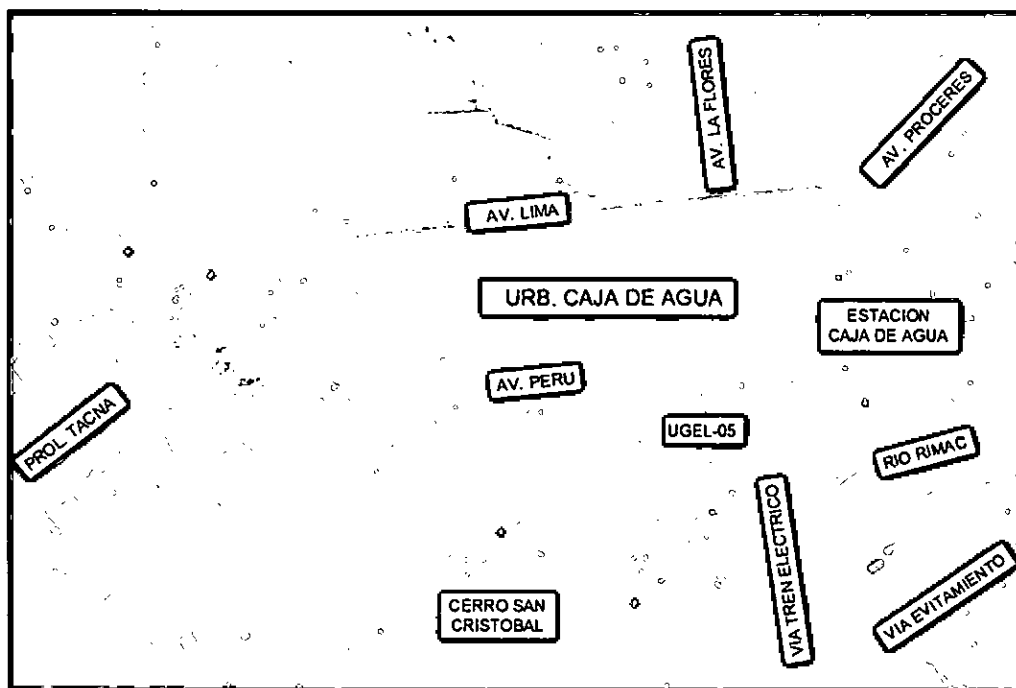 AV. LA FLORES
AV. PROCERES
AV. LIMA
URB. CAJA DE AGUA
ESTACION
CAJA DE AGUA
AV. PERU
PROL. TACNA
UGEL-05
RIO RIMAC
VIA TREN ELECTRICO
VIA EVITAMIENTO
CERRO SAN
CRISTOBAL